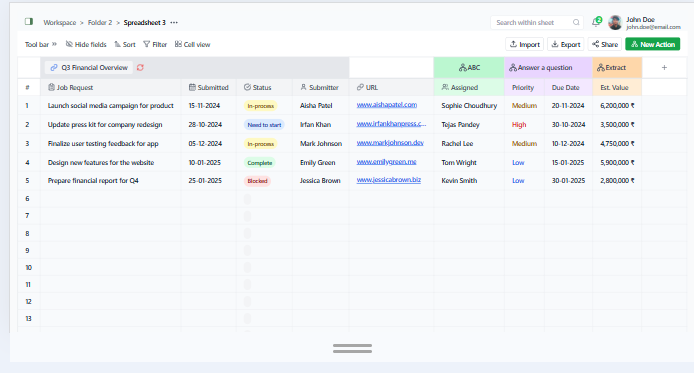 Workspace > Folder 2 > Spreadsheet 3 ...
Search within sheet
2
John Doe
john.doe@email.com
Tool bar >> Hide fields Sort Filter Cell view
Import Export Share New Action
Q3 Financial Overview ABC Answer a question Extract +
# Job Request Submitted Status Submitter URL Assigned Priority Due Date Est. Value
1 Launch social media campaign for product 15-11-2024 In-process Aisha Patel www.aishapatel.com Sophie Choudhury Medium 20-11-2024 6,200,000 ₹
2 Update press kit for company redesign 28-10-2024 Need to start Irfan Khan www.irfankhanpress.c... Tejas Pandey High 30-10-2024 3,500,000 ₹
3 Finalize user testing feedback for app 05-12-2024 In-process Mark Johnson www.markjohnson.dev Rachel Lee Medium 10-12-2024 4,750,000 ₹
4 Design new features for the website 10-01-2025 Complete Emily Green www.emilygreen.me Tom Wright Low 15-01-2025 5,900,000 ₹
5 Prepare financial report for Q4 25-01-2025 Blocked Jessica Brown www.jessicabrown.biz Kevin Smith Low 30-01-2025 2,800,000 ₹
6
7
8
9
10
11
12
13